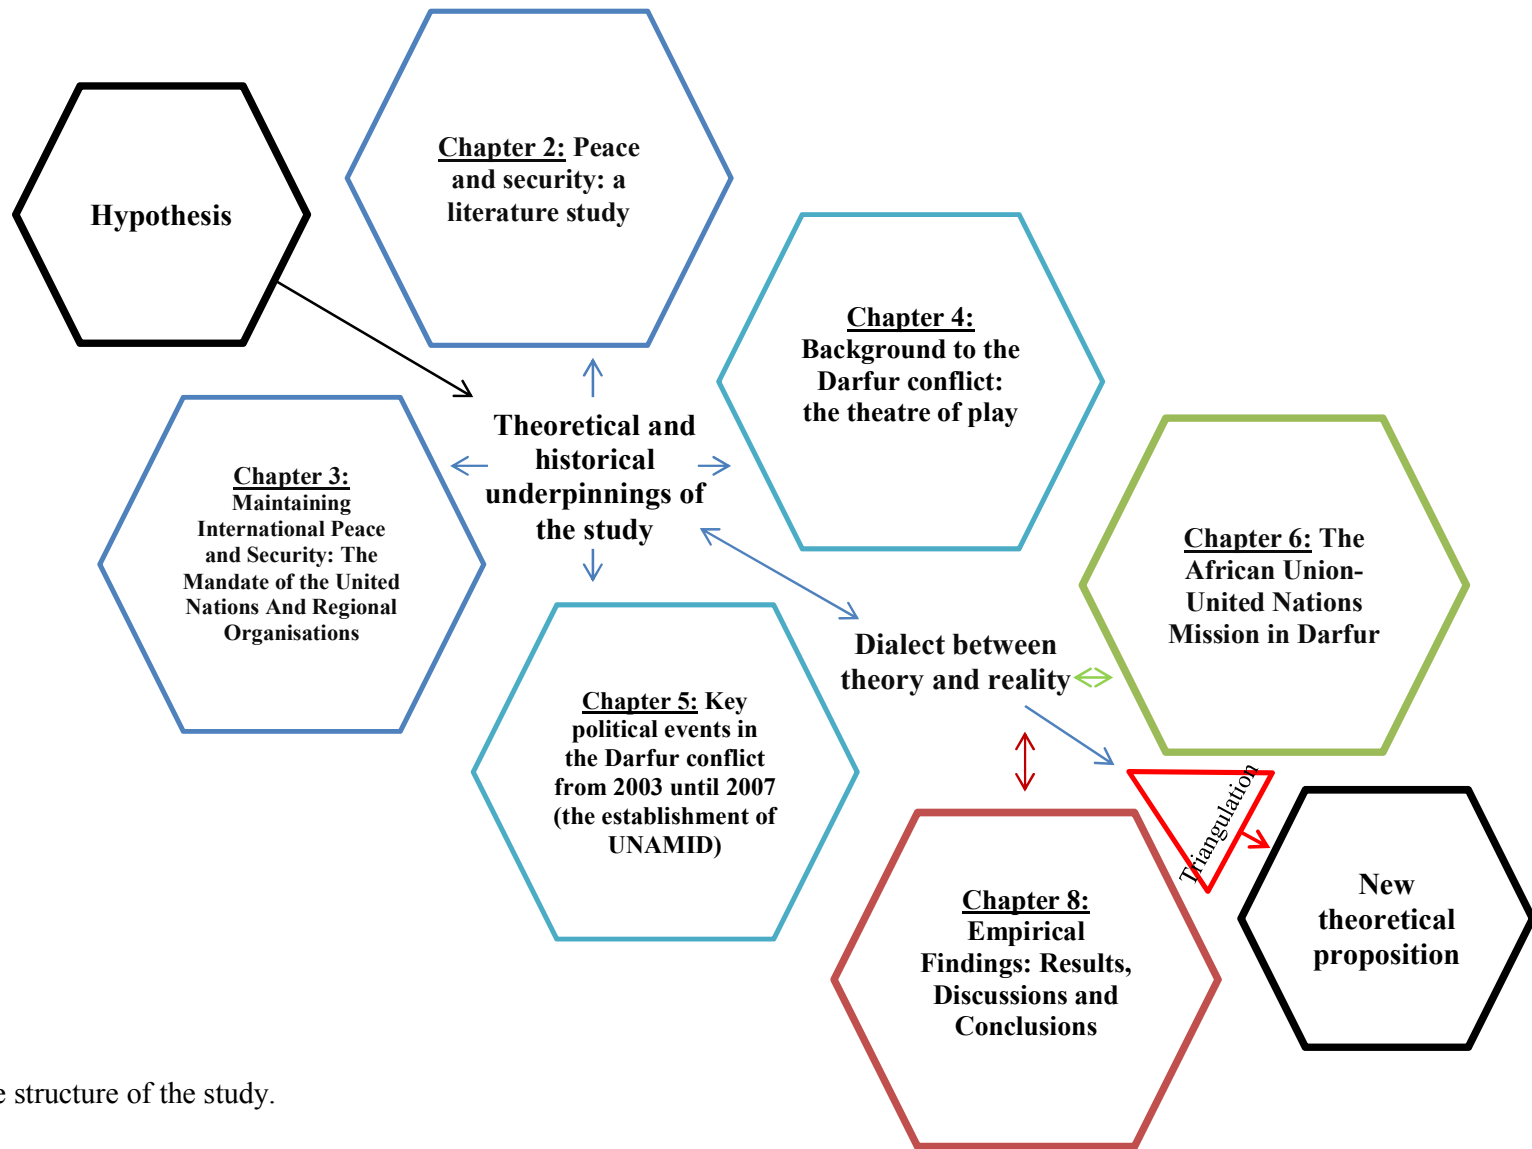 Hypothesis
Chapter 2: Peace
and security: a
literature study
Chapter 4:
Background to the
Darfur conflict:
the theatre of play
Theoretical and
historical
underpinnings of
the study
Chapter 3:
Maintaining
International Peace
and Security: The
Mandate of the United
Nations And Regional
Organisations
Chapter 6: The
African Union-
United Nations
Mission in Darfur
Dialect between
theory and reality
Chapter 5: Key
political events in
the Darfur conflict
from 2003 until 2007
(the establishment of
UNAMID)
Triangulation
Chapter 8:
Empirical
Findings: Results,
Discussions and
Conclusions
New
theoretical
proposition
e structure of the study.